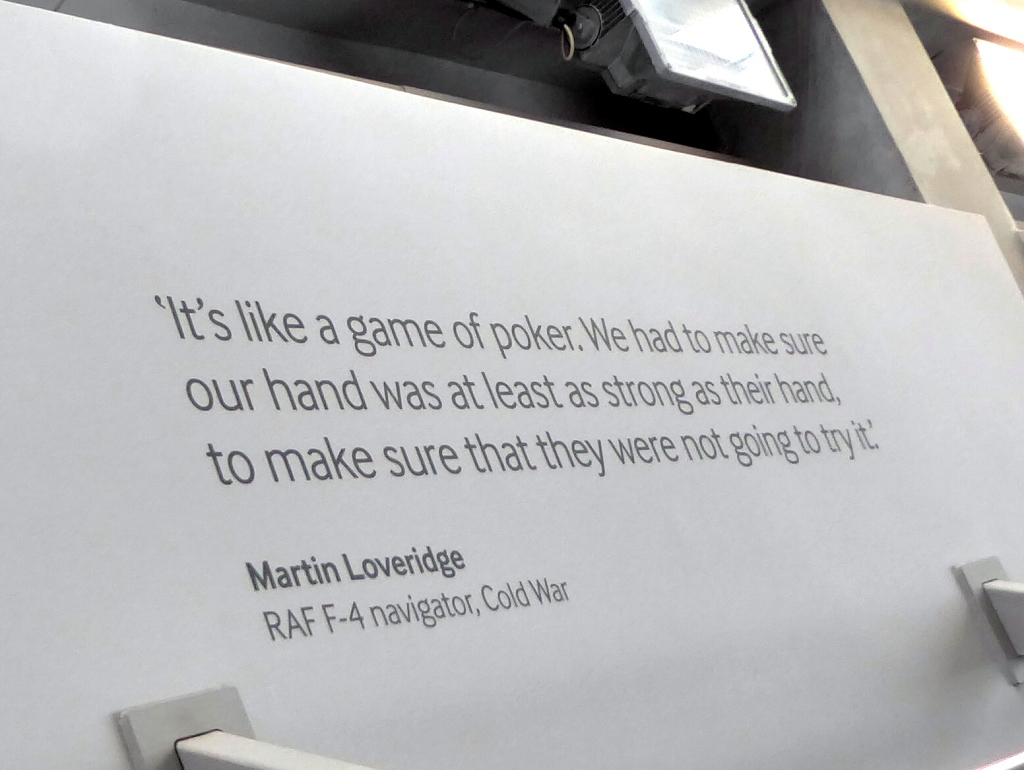 ‘It’s like a game of poker. We had to make sure
our hand was at least as strong as their hand,
to make sure that they were not going to try it.’
Martin Loveridge
RAF F-4 navigator, Cold War